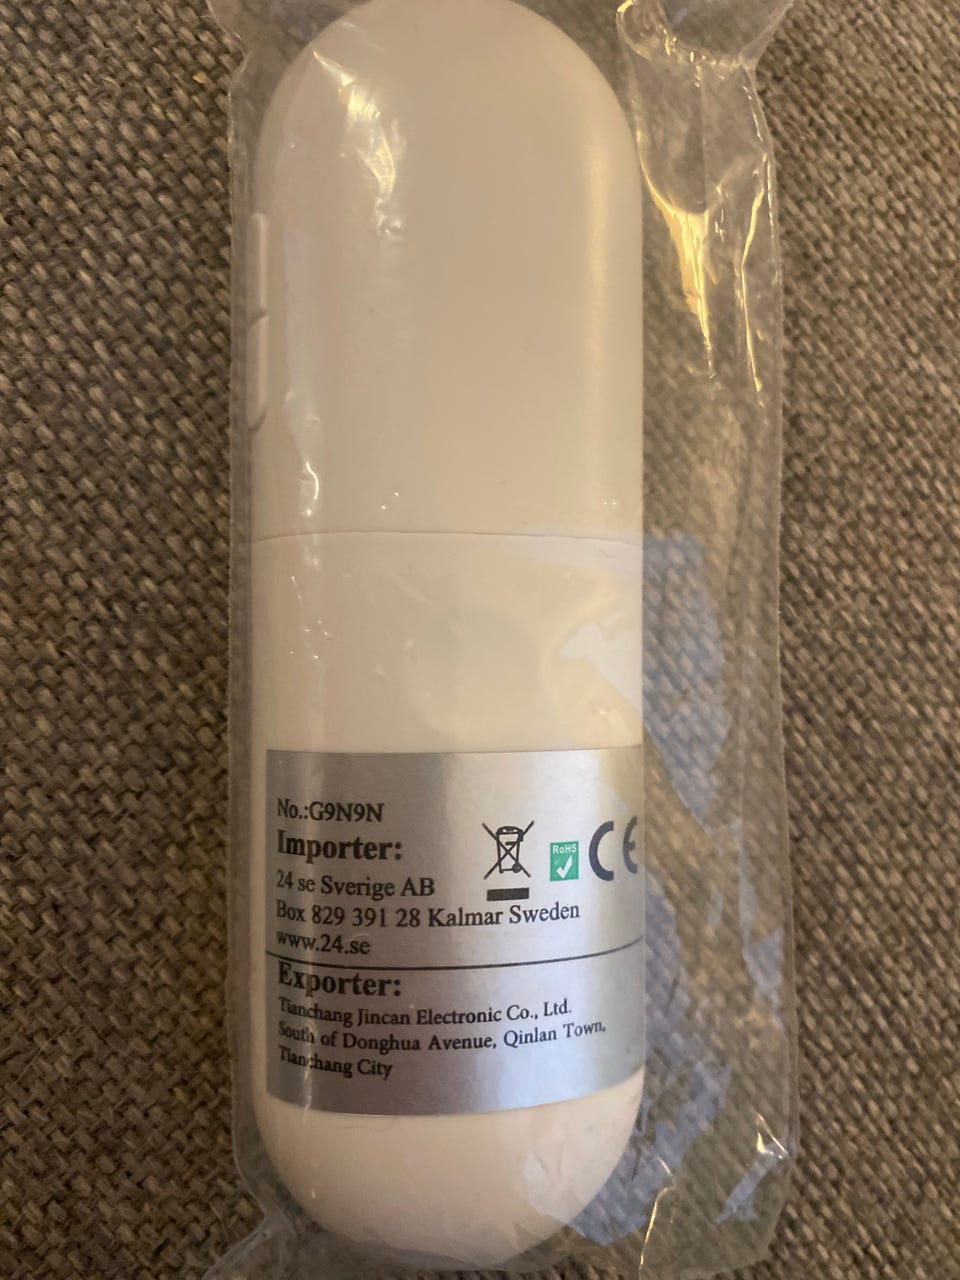 No.:G9N9N
Importer:
24 se Sverige AB
Box 829 391 28 Kalmar Sweden
www.24.se
RoHS
CE
Exporter:
Tianchang Jincan Electronic Co., Ltd.
South of Donghua Avenue, Qinlan Town,
Tianchang City